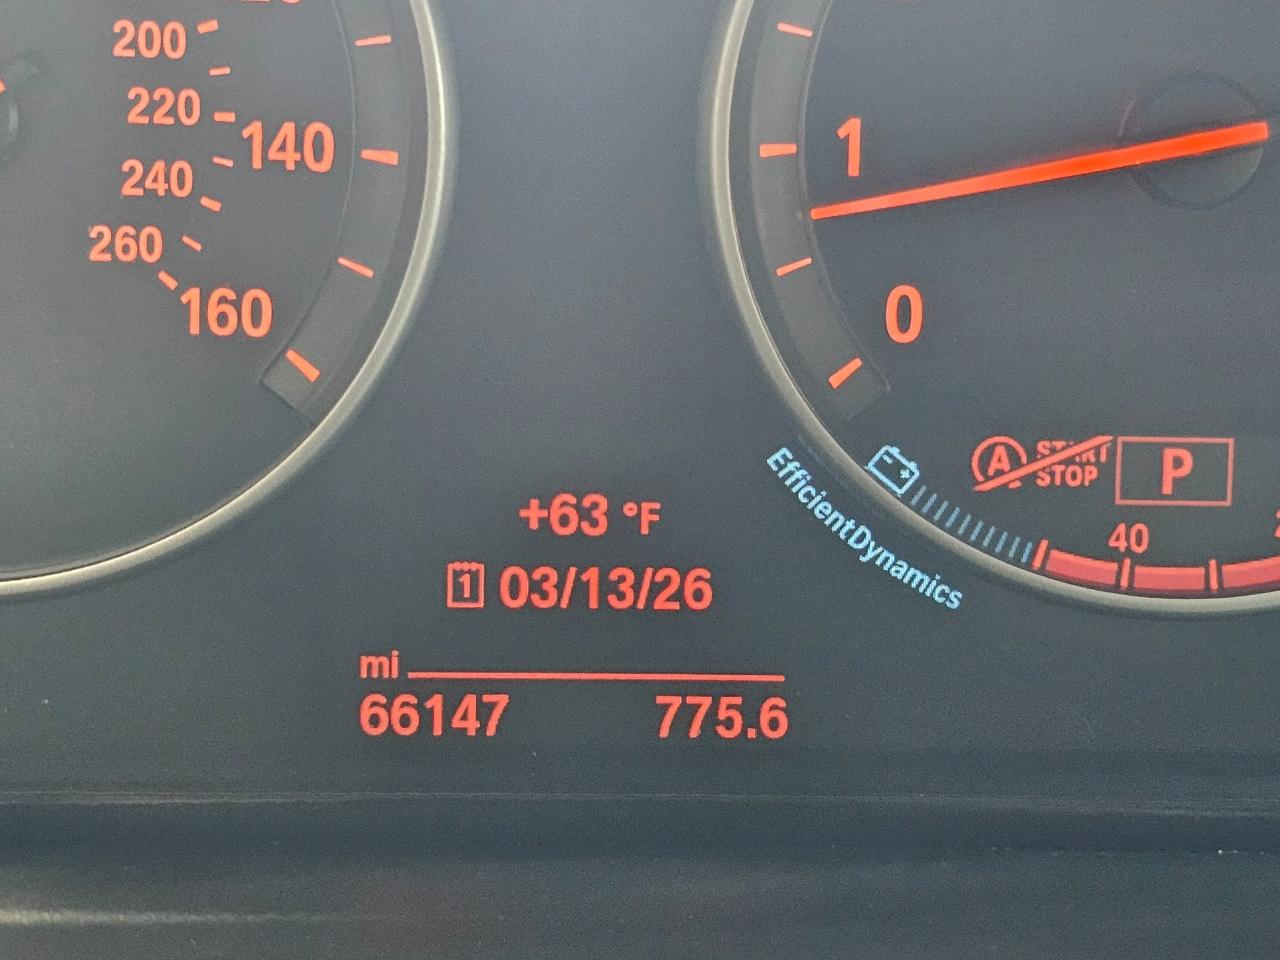 200
220
140
240
260
160
1
0
A START STOP
P
40
EfficientDynamics
+63 °F
1 03/13/26
mi
66147 775.6